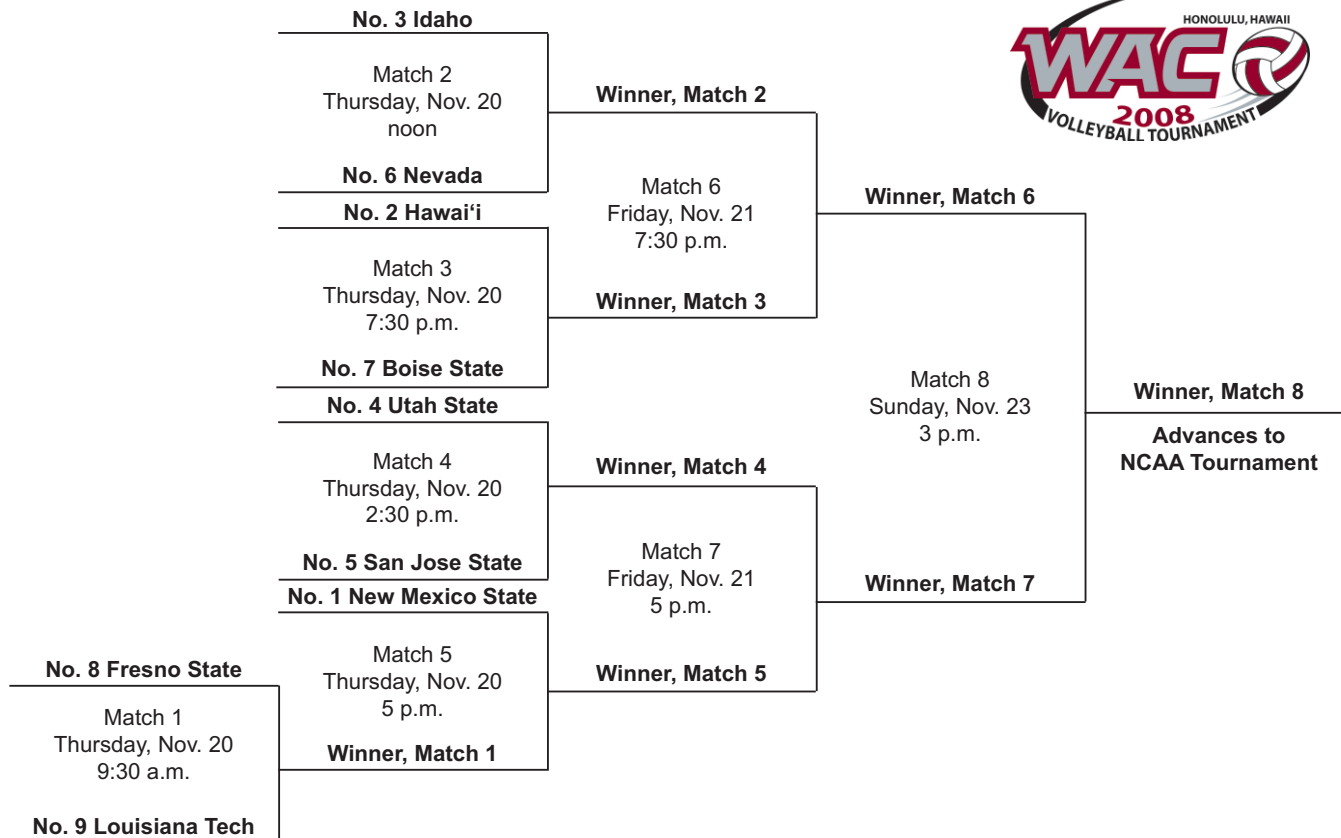 No. 3 Idaho
Match 2
Thursday, Nov. 20
noon
No. 6 Nevada
No. 2 Hawai‘i
Match 3
Thursday, Nov. 20
7:30 p.m.
No. 7 Boise State
No. 4 Utah State
Match 4
Thursday, Nov. 20
2:30 p.m.
No. 5 San Jose State
No. 1 New Mexico State
Match 5
Thursday, Nov. 20
5 p.m.
Winner, Match 1
No. 8 Fresno State
Match 1
Thursday, Nov. 20
9:30 a.m.
No. 9 Louisiana Tech
Winner, Match 2
Match 6
Friday, Nov. 21
7:30 p.m.
Winner, Match 3
Winner, Match 4
Match 7
Friday, Nov. 21
5 p.m.
Winner, Match 5
Winner, Match 6
Match 8
Sunday, Nov. 23
3 p.m.
Winner, Match 7
Winner, Match 8
Advances to
NCAA Tournament
HONOLULU, HAWAII
WAC
2008
VOLLEYBALL TOURNAMENT